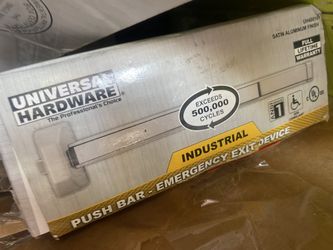 UNIVERSAL
HARDWARE®
The Professional's Choice®
SATIN ALUMINUM FINISH
FULL
LIFETIME
WARRANTY
EXCEEDS
500,000
CYCLES
UL
INDUSTRIAL
PUSH BAR - EMERGENCY EXIT DEVICE